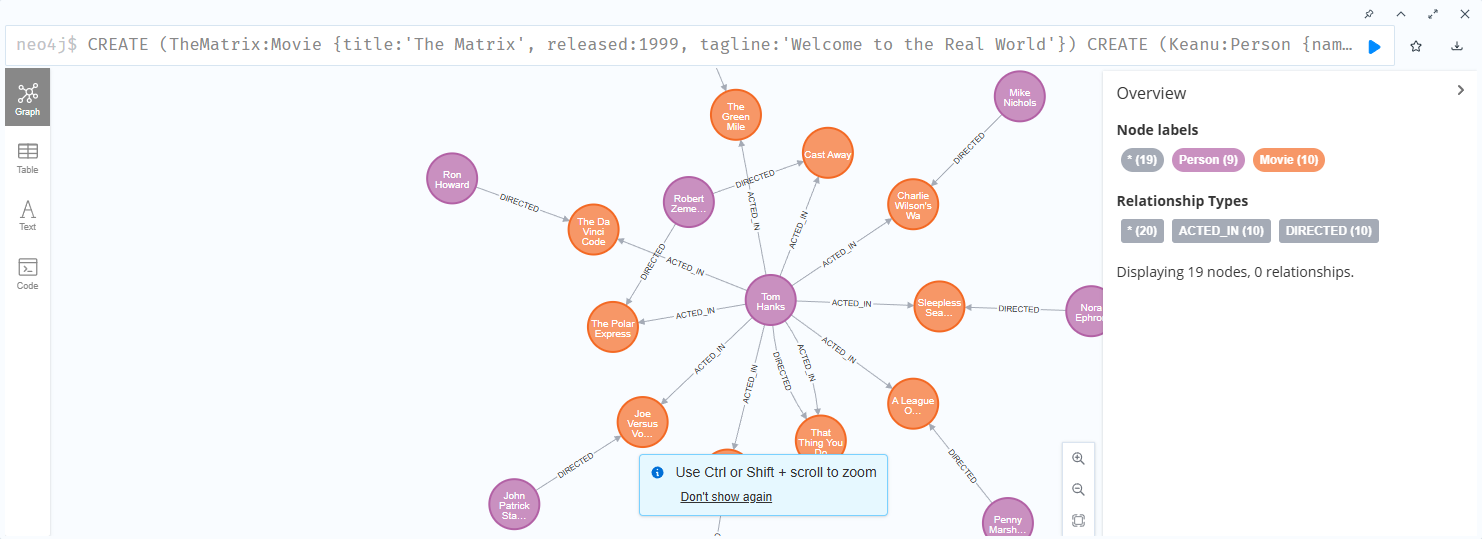 neo4j$ CREATE (TheMatrix:Movie {title:'The Matrix', released:1999, tagline:'Welcome to the Real World'}) CREATE (Keanu:Person {nam…
Graph
Table
Text
Code
The
Green
Mile
Mike
Nichols
Cast Away
DIRECTED
Ron
Howard
DIRECTED
DIRECTED
Robert
Zeme...
ACTED_IN
Charlie
Wilson's
Wa
The Da
Vinci
Code
ACTED_IN
ACTED_IN
DIRECTED
ACTED_IN
Tom
Hanks
ACTED_IN
Sleepless
Sea...
DIRECTED
Nora
Ephro
The Polar
Express
ACTED_IN
ACTED_IN
ACTED_IN
DIRECTED
ACTED_IN
ACTED_IN
A League
O...
Joe
Versus
Vo...
That
Thing You
Do
DIRECTED
DIRECTED
John
Patrick
Sta...
Penny
Marsh...
Use Ctrl or Shift + scroll to zoom
Don't show again
Overview
Node labels
* (19) Person (9) Movie (10)
Relationship Types
* (20) ACTED_IN (10) DIRECTED (10)
Displaying 19 nodes, 0 relationships.